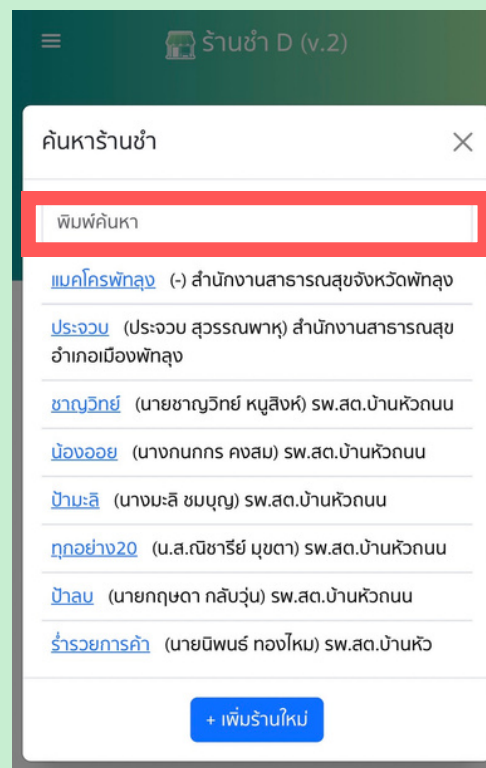 ร้านชำ D (v.2)
ค้นหาร้านชำ
พิมพ์ค้นหา
แมคโครพัทลุง (-) สำนักงานสาธารณสุขจังหวัดพัทลุง
ประจวบ (ประจวบ สุวรรณพาหุ) สำนักงานสาธารณสุข
อำเภอเมืองพัทลุง
ชาญวิทย์ (นายชาญวิทย์ หนูสิงห์) รพ.สต.บ้านหัวถนน
น้องออย (นางกนกกร คงสม) รพ.สต.บ้านหัวถนน
ป้ามะลิ (นางมะลิ ชมบุญ) รพ.สต.บ้านหัวถนน
ทุกอย่าง20 (น.ส.ณิชารีย์ มุขตา) รพ.สต.บ้านหัวถนน
ป้าลบ (นายกฤษดา กลับวุ่น) รพ.สต.บ้านหัวถนน
ร่ำรวยการค้า (นายนิพนธ์ ทองไหม) รพ.สต.บ้านหัว
+ เพิ่มร้านใหม่